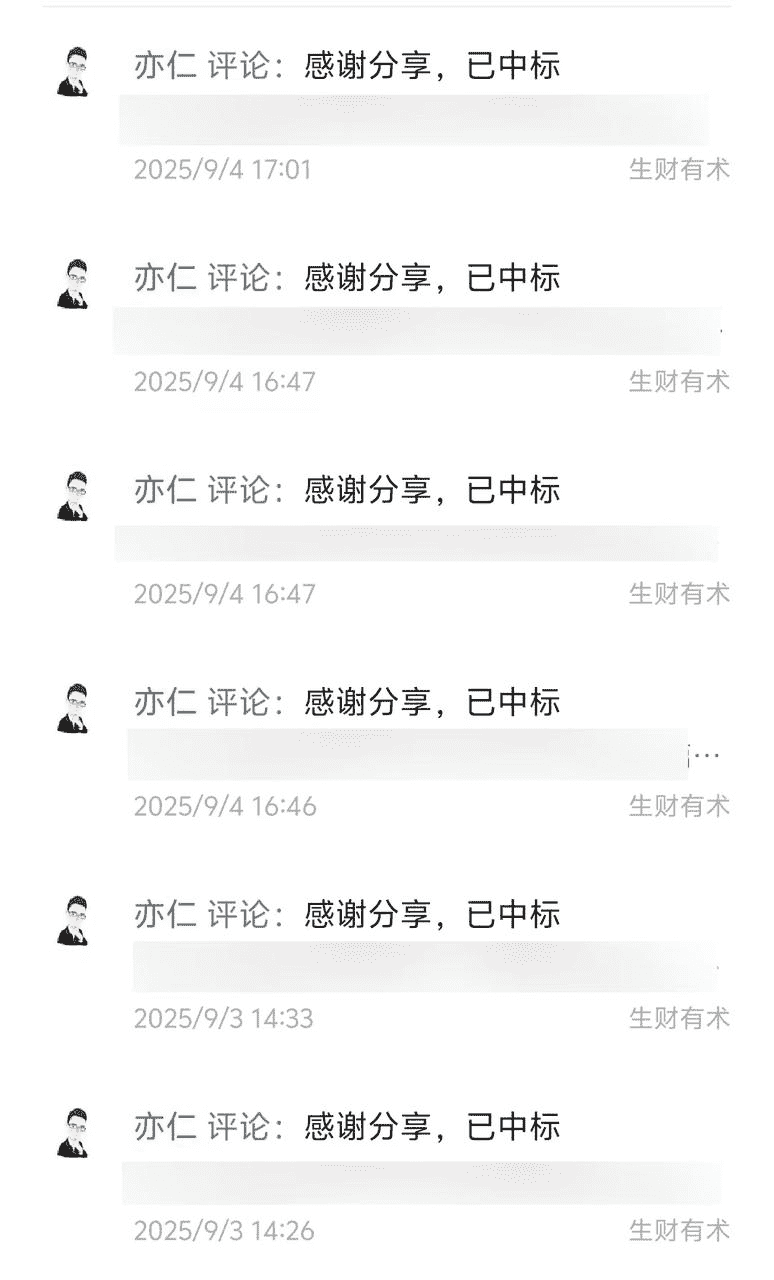 亦仁 评论：感谢分享，已中标
2025/9/4 17:01 生财有术
亦仁 评论：感谢分享，已中标
2025/9/4 16:47 生财有术
亦仁 评论：感谢分享，已中标
2025/9/4 16:47 生财有术
亦仁 评论：感谢分享，已中标
…
2025/9/4 16:46 生财有术
亦仁 评论：感谢分享，已中标
2025/9/3 14:33 生财有术
亦仁 评论：感谢分享，已中标
2025/9/3 14:26 生财有术